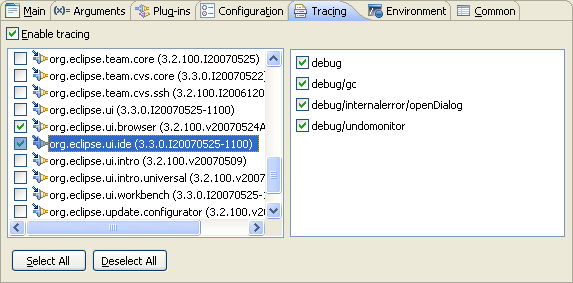 Main (x)= Arguments Plug-ins Configuration Tracing Environment Common
Enable tracing
org.eclipse.team.core (3.2.100.I20070525)
org.eclipse.team.cvs.core (3.3.0.I20070522)
org.eclipse.team.cvs.ssh (3.2.100.I2006120
org.eclipse.ui (3.3.0.I20070525-1100)
org.eclipse.ui.browser (3.2.100.v20070524A
org.eclipse.ui.ide (3.3.0.I20070525-1100)
org.eclipse.ui.intro (3.2.100.v20070509)
org.eclipse.ui.intro.universal (3.2.100.v2007
org.eclipse.ui.workbench (3.3.0.I20070525-1
org.eclipse.update.configurator (3.2.100.v20
debug
debug/gc
debug/internalerror/openDialog
debug/undomonitor
Select All Deselect All